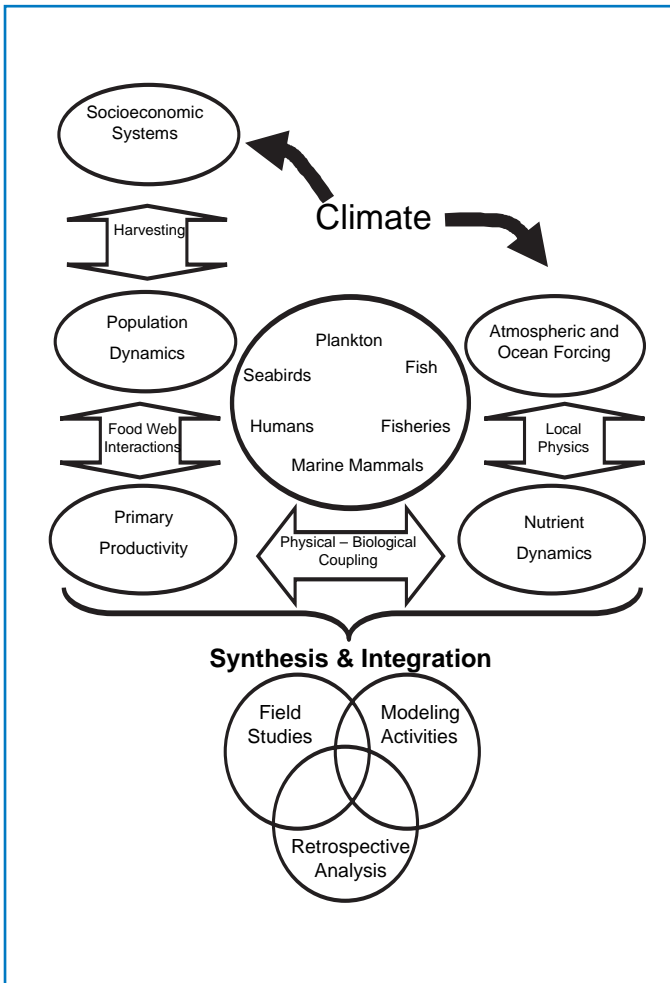 Socioeconomic
Systems
Climate
Harvesting
Population
Dynamics
Plankton
Fish
Seabirds
Humans
Fisheries
Marine Mammals
Atmospheric and
Ocean Forcing
Food Web
Interactions
Local
Physics
Primary
Productivity
Physical – Biological
Coupling
Nutrient
Dynamics
Synthesis & Integration
Field
Studies
Modeling
Activities
Retrospective
Analysis